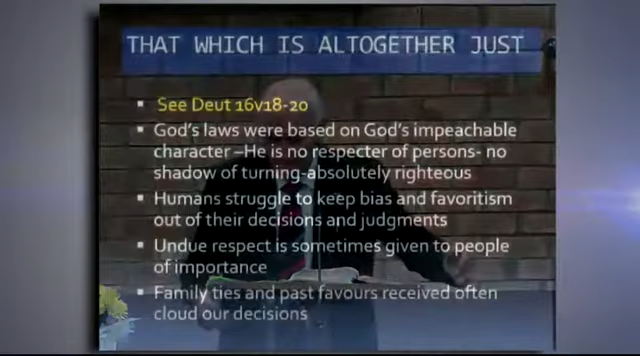 THAT WHICH IS ALTOGETHER JUST
▪ See Deut 16v18-20
▪ God's laws were based on God's impeachable
character –He is no respecter of persons- no
shadow of turning-absolutely righteous
▪ Humans struggle to keep bias and favoritism
out of their decisions and judgments
▪ Undue respect is sometimes given to people
of importance
▪ Family ties and past favours received often
cloud our decisions